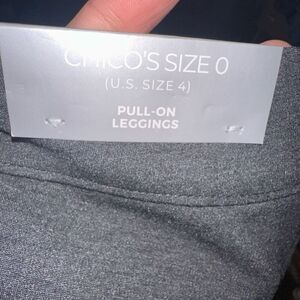 CHICO'S SIZE 0
(U.S. SIZE 4)
PULL-ON
LEGGINGS